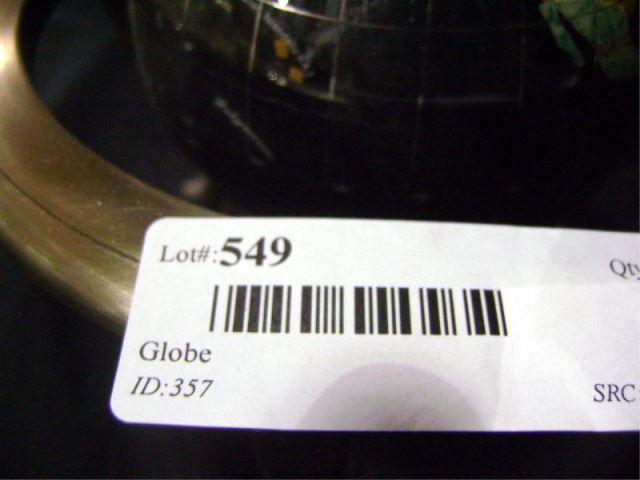 Lot#:549
Qty
Globe
ID:357
SRC